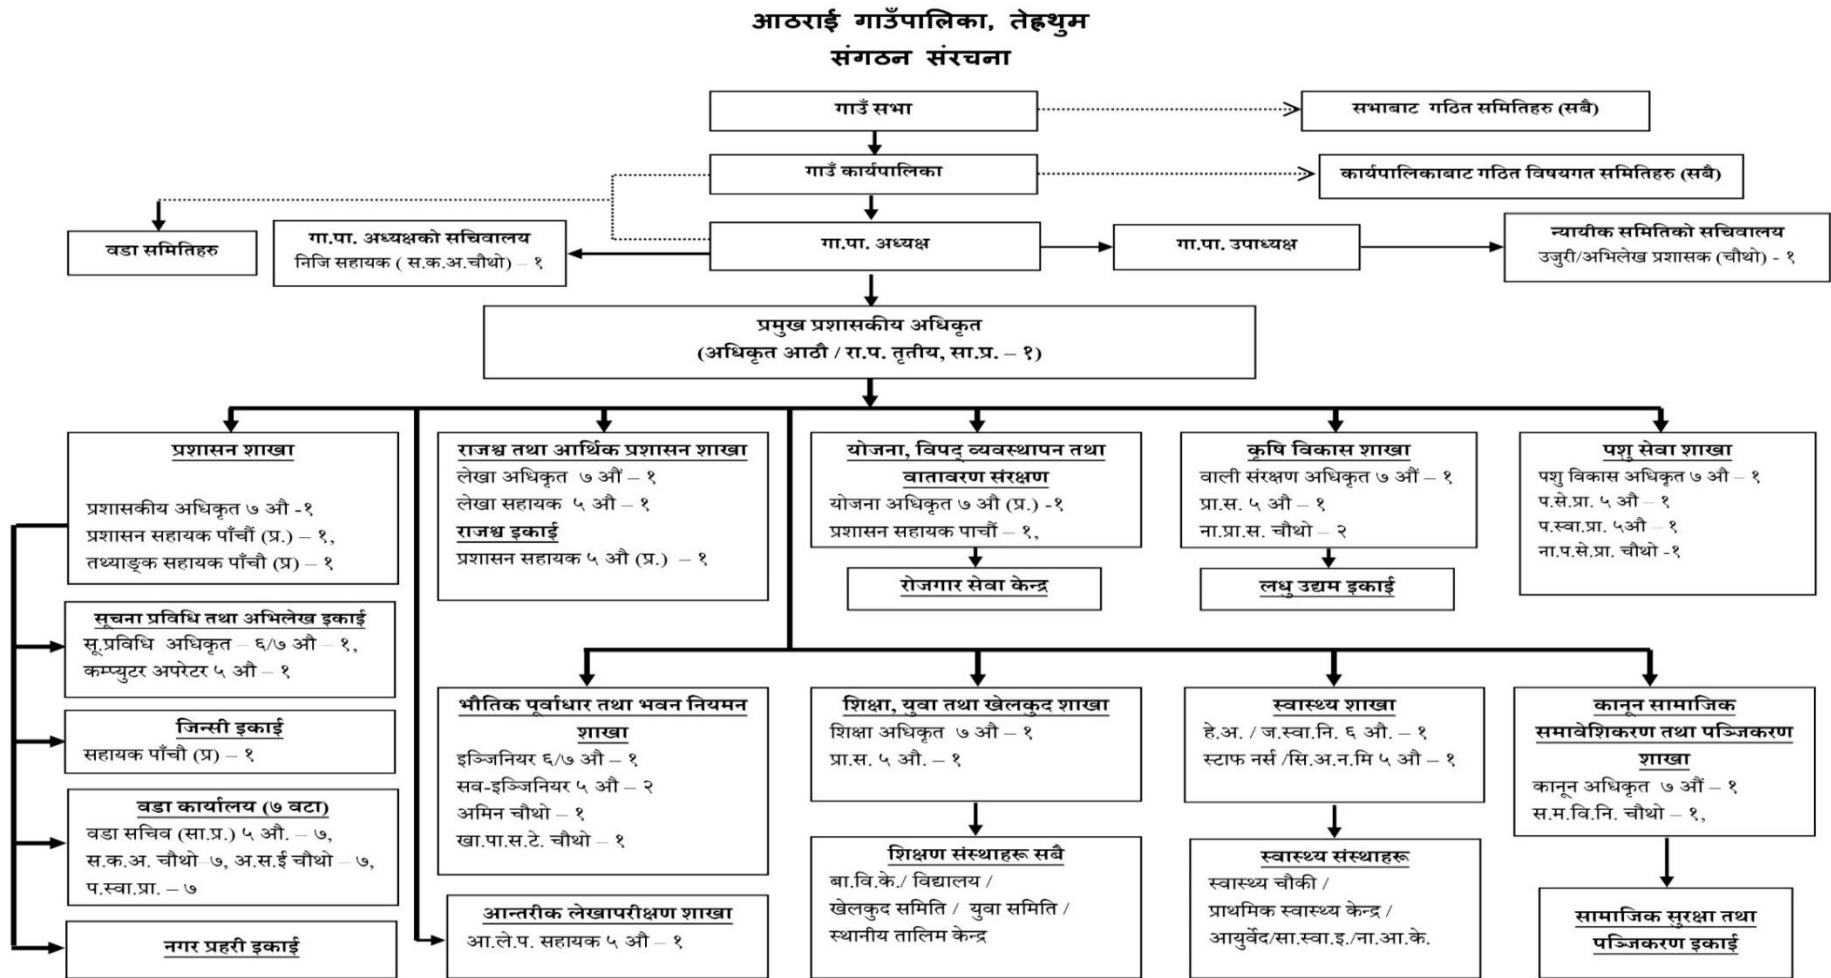 आठराई गाउँपालिका, तेह्रथुम
संगठन संरचना
गाउँ सभा
सभाबाट गठित समितिहरु (सबै)
गाउँ कार्यपालिका
कार्यपालिकाबाट गठित विषयगत समितिहरु (सबै)
वडा समितिहरु
गा.पा. अध्यक्षको सचिवालय
निजि सहायक ( स.क.अ.चौथो) – १
गा.पा. अध्यक्ष
गा.पा. उपाध्यक्ष
न्यायीक समितिको सचिवालय
उजुरी/अभिलेख प्रशासक (चौथो) - १
प्रमुख प्रशासकीय अधिकृत
(अधिकृत आठौ / रा.प. तृतीय, सा.प्र. – १)
प्रशासन शाखा
प्रशासकीय अधिकृत ७ औ -१
प्रशासन सहायक पाँचौं (प्र.) – १,
तथ्याङ्क सहायक पाँचौ (प्र) – १
राजश्व तथा आर्थिक प्रशासन शाखा
लेखा अधिकृत ७ औं – १
लेखा सहायक ५ औ – १
राजश्व इकाई
प्रशासन सहायक ५ औ (प्र.) – १
योजना, विपद् व्यवस्थापन तथा
वातावरण संरक्षण
योजना अधिकृत ७ औ (प्र.) -१
प्रशासन सहायक पाचौं – १,
रोजगार सेवा केन्द्र
कृषि विकास शाखा
वाली संरक्षण अधिकृत ७ औं – १
प्रा.स. ५ औ – १
ना.प्रा.स. चौथो – २
लधु उद्यम इकाई
पशु सेवा शाखा
पशु विकास अधिकृत ७ औ – १
प.से.प्रा. ५ औ – १
प.स्वा.प्रा. ५औ – १
ना.प.से.प्रा. चौथो -१
सूचना प्रविधि तथा अभिलेख इकाई
सू.प्रविधि अधिकृत – ६/७ औ – १,
कम्प्युटर अपरेटर ५ औ – १
जिन्सी इकाई
सहायक पाँचौ (प्र) – १
वडा कार्यालय (७ वटा)
वडा सचिव (सा.प्र.) ५ औ. – ७,
स.क.अ. चौथो– ७, अ.स.ई चौथो – ७,
प.स्वा.प्रा. – ७
नगर प्रहरी इकाई
भौतिक पूर्वाधार तथा भवन नियमन
शाखा
इञ्जिनियर ६/७ औ – १
सव-इञ्जिनियर ५ औ – २
अमिन चौथो – १
खा.पा.स.टे. चौथो – १
आन्तरीक लेखापरीक्षण शाखा
आ.ले.प. सहायक ५ औ – १
शिक्षा, युवा तथा खेलकुद शाखा
शिक्षा अधिकृत ७ औ – १
प्रा.स. ५ औ. – १
शिक्षण संस्थाहरू सबै
बा.वि.के./ विद्यालय /
खेलकुद समिति / युवा समिति /
स्थानीय तालिम केन्द्र
स्वास्थ्य शाखा
हे.अ. / ज.स्वा.नि. ६ औ. – १
स्टाफ नर्स /सि.अ.न.मि ५ औ – १
स्वास्थ्य संस्थाहरू
स्वास्थ्य चौकी /
प्राथमिक स्वास्थ्य केन्द्र /
आयुर्वेद/सा.स्वा.इ./ना.आ.के.
कानून सामाजिक
समावेशिकरण तथा पञ्जिकरण
शाखा
कानून अधिकृत ७ औं – १
स.म.वि.नि. चौथो – १,
सामाजिक सुरक्षा तथा
पञ्जिकरण इकाई